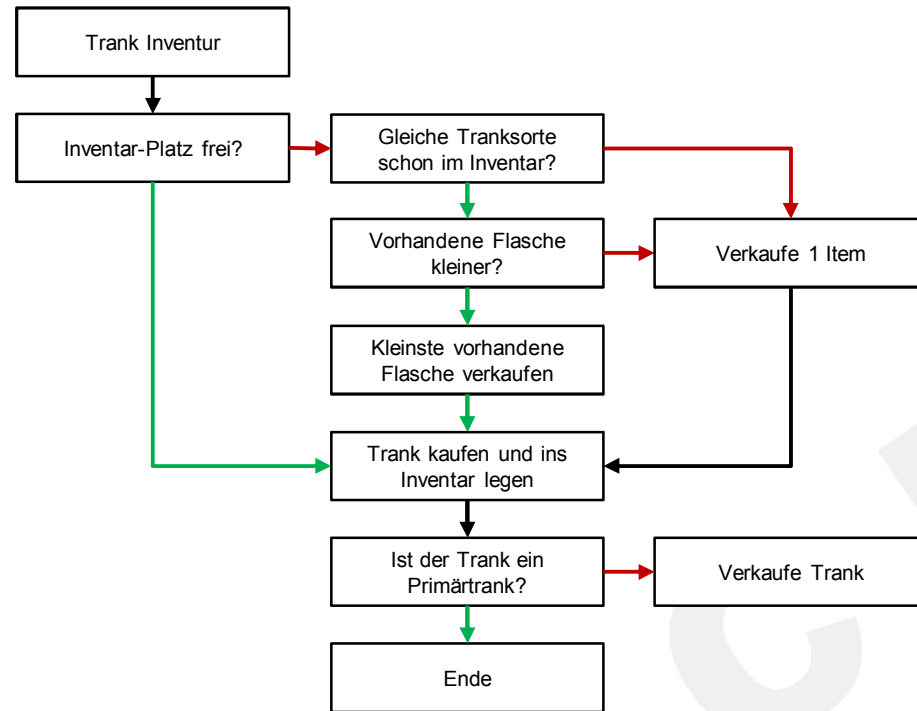 Trank Inventur
Inventar-Platz frei?
Gleiche Tranksorte
schon im Inventar?
Vorhandene Flasche
kleiner?
Verkaufe 1 Item
Kleinste vorhandene
Flasche verkaufen
Trank kaufen und ins
Inventar legen
Ist der Trank ein
Primärtrank?
Verkaufe Trank
Ende